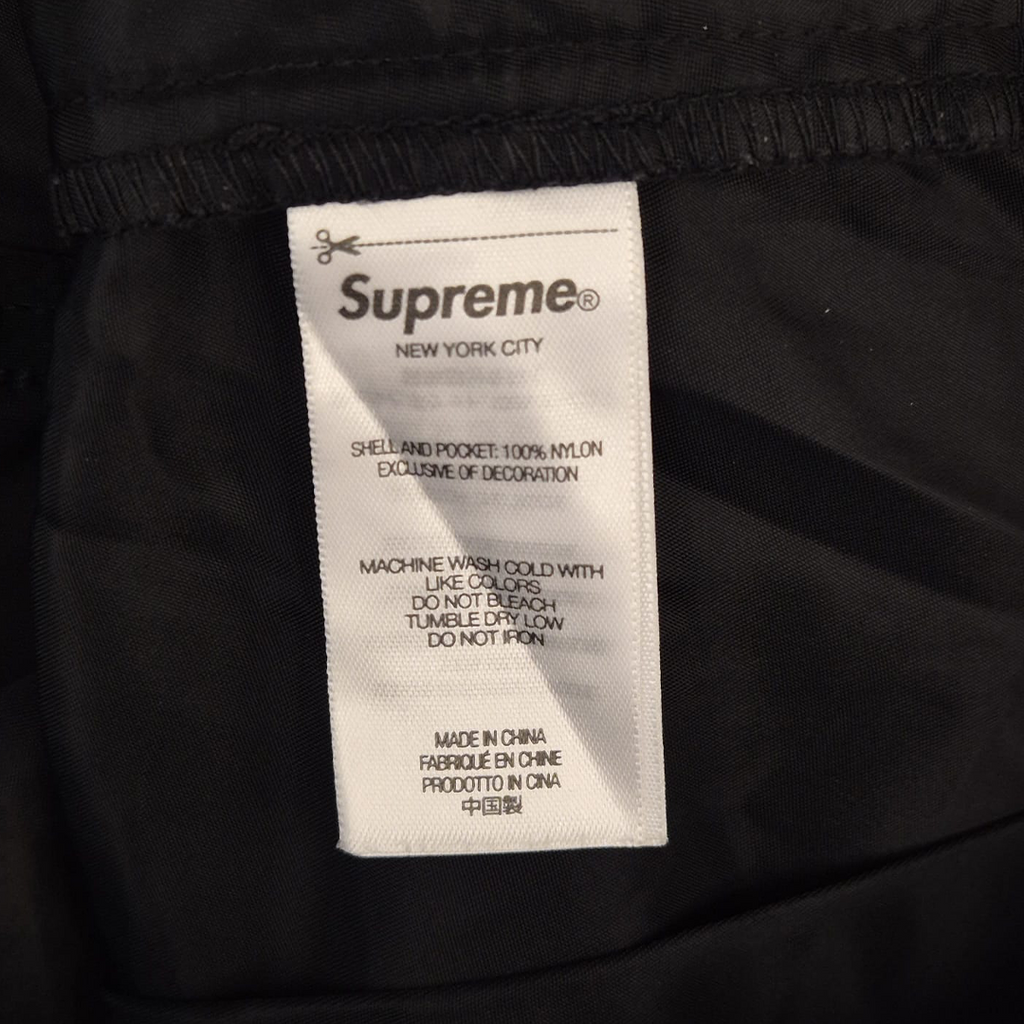 Supreme®
NEW YORK CITY
SHELL AND POCKET: 100% NYLON
EXCLUSIVE OF DECORATION
MACHINE WASH COLD WITH
LIKE COLORS
DO NOT BLEACH
TUMBLE DRY LOW
DO NOT IRON
MADE IN CHINA
FABRIQUÉ EN CHINE
PRODOTTO IN CINA
中国製